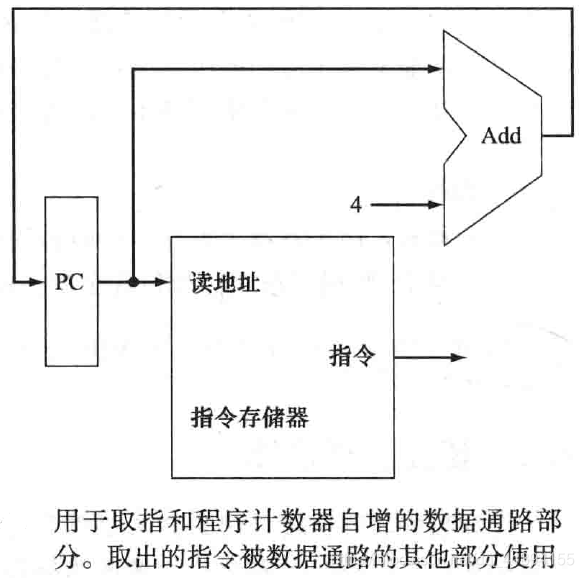 Add
4
PC
读地址
指令
指令存储器
用于取指和程序计数器自增的数据通路部
分。取出的指令被数据通路的其他部分使用